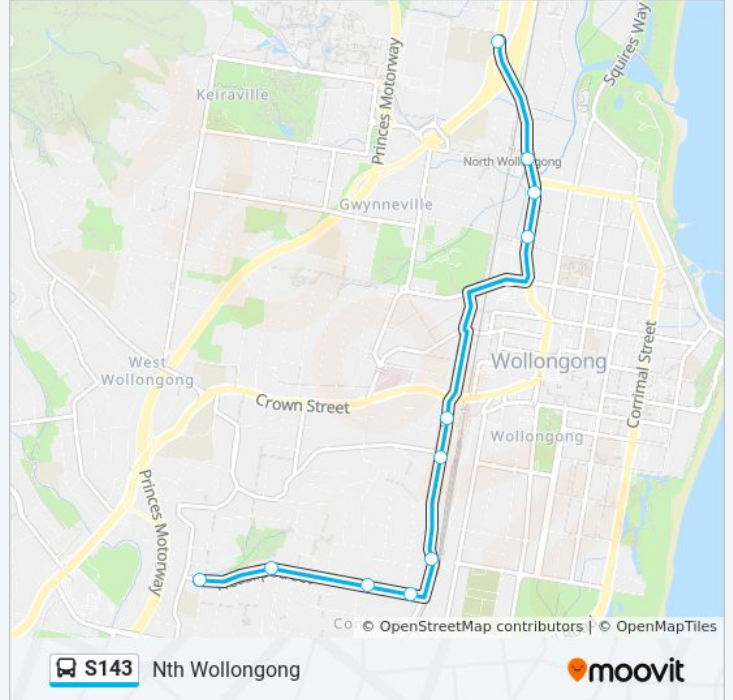 Squires Way
Princes Motorway
Keiraville
North Wollongong
Gwynneville
West
Wollongong
Wollongong
Corrimal Street
Crown Street
Wollongong
Princes Motorway
© OpenStreetMap contributors | © OpenMapTiles
S143 Nth Wollongong
moovit